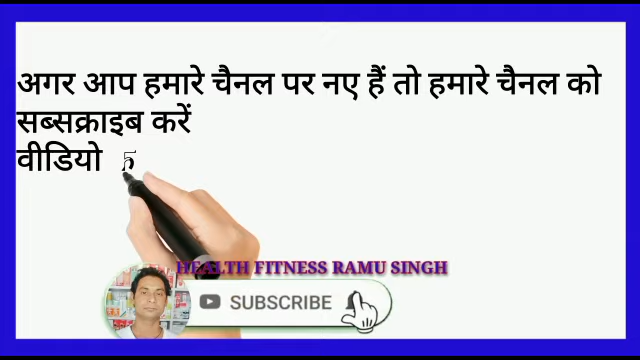 अगर आप हमारे चैनल पर नए हैं तो हमारे चैनल को
सब्सक्राइब करें
वीडियो
HEALTH FITNESS RAMU SINGH
SUBSCRIBE